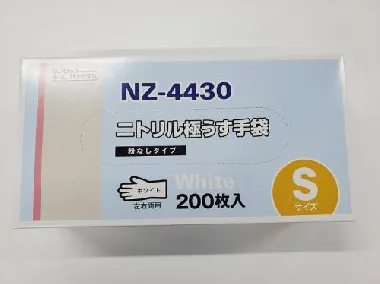 NZ-4430
ニトリル極うす手袋
粉なしタイプ
ホワイト
左右両用
White
200枚入
S
サイズ